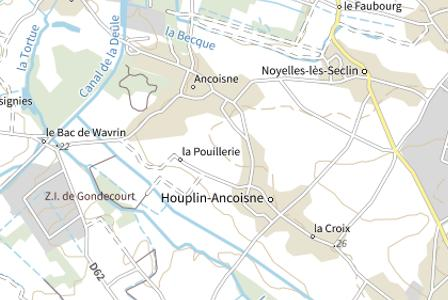 le Faubourg
la Tortue
Canal de la Deule
la Becque
Noyelles-lès-Seclin
Ancoisne
signies
le Bac de Wavrin
22
la Pouillerie
Z.I. de Gondecourt
Houplin-Ancoisne
la Croix
26
D62